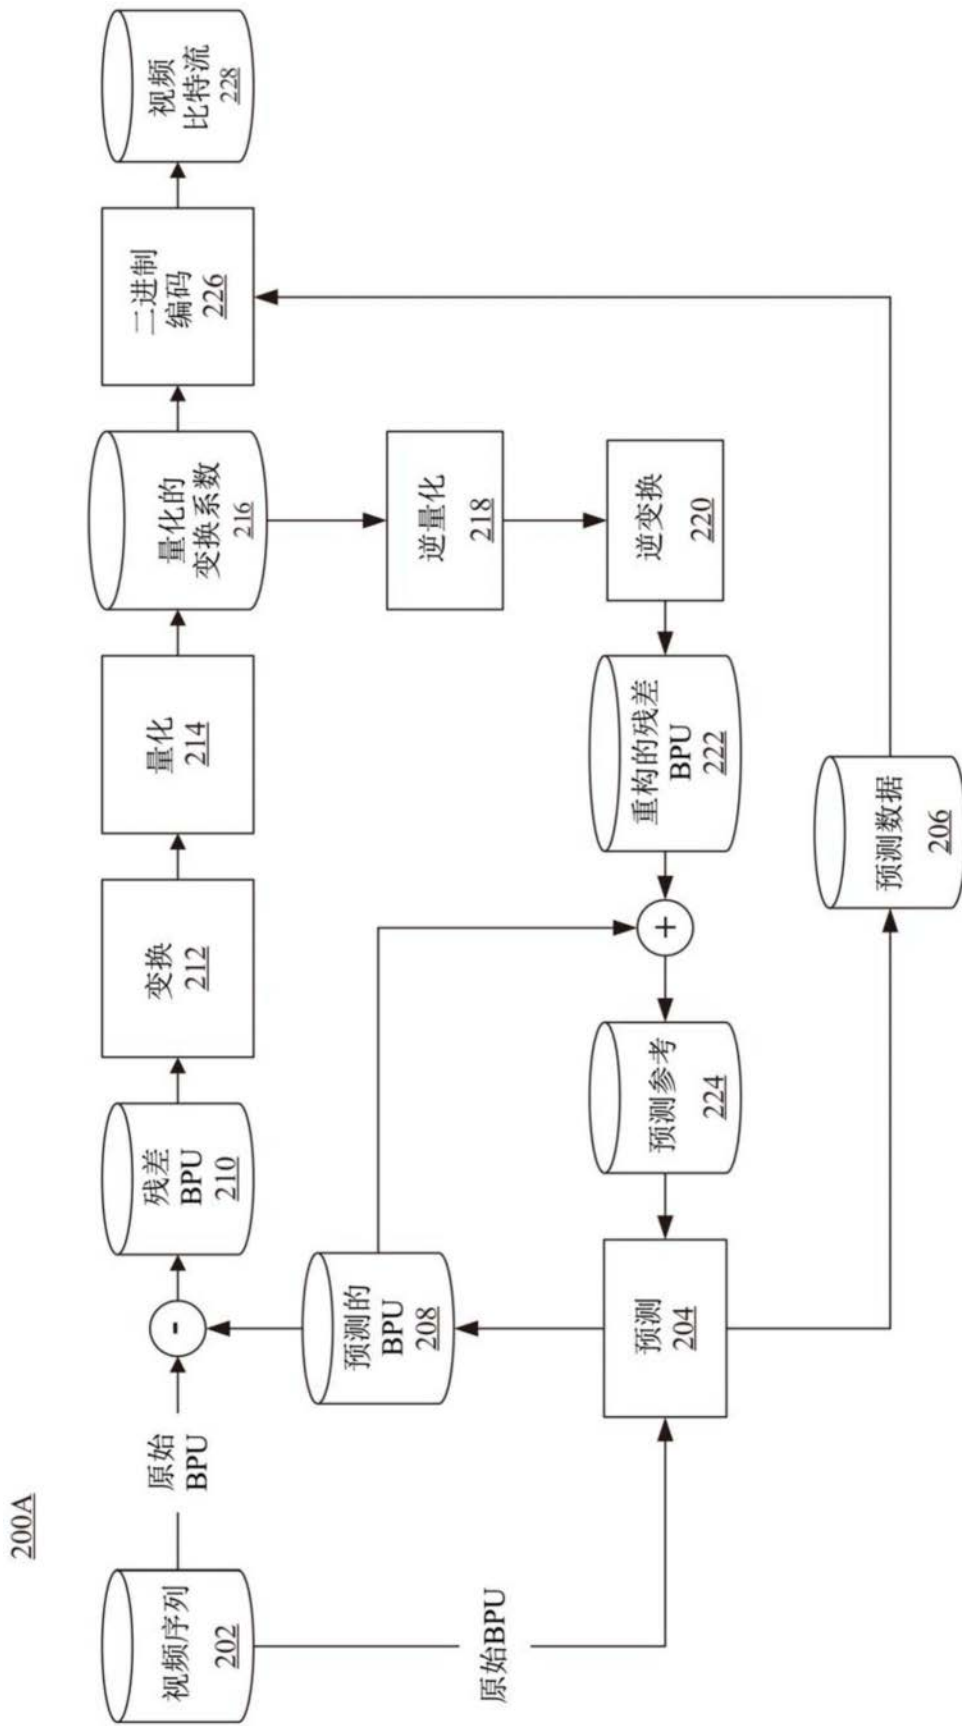 200A
视频序列
202
原始
BPU
-
残差
BPU
210
变换
212
量化
214
量化的
变换系数
216
二进制
编码
226
视频
比特流
228
预测的
BPU
208
逆量化
218
原始BPU
预测
204
预测参考
224
+
重构的残差
BPU
222
逆变换
220
预测数据
206